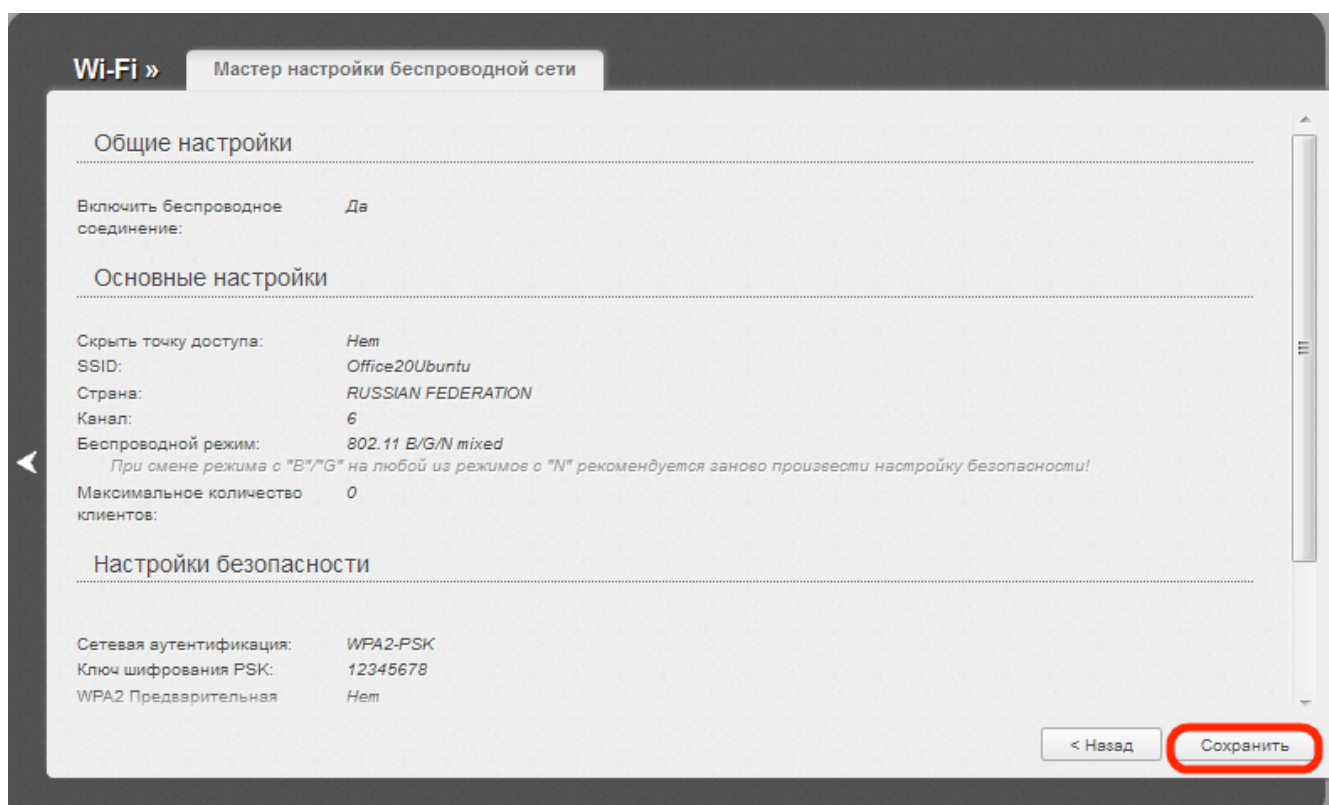 Wi-Fi »
Мастер настройки беспроводной сети
Общие настройки
Включить беспроводное Да
соединение:
Основные настройки
Скрыть точку доступа: Нет
SSID: Office20Ubuntu
Страна: RUSSIAN FEDERATION
Канал: 6
Беспроводной режим: 802.11 B/G/N mixed
При смене режима с "B"/"G" на любой из режимов с "N" рекомендуется заново произвести настройку безопасности!
Максимальное количество 0
клиентов:
Настройки безопасности
Сетевая аутентификация: WPA2-PSK
Ключ шифрования PSK: 12345678
WPA2 Предварительная Нет
< Назад
Сохранить